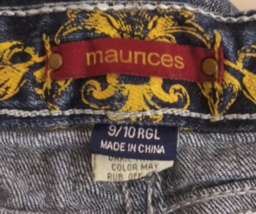 maurices
9/10 RGL
MADE IN CHINA
COLOR MAY
RUB OFF